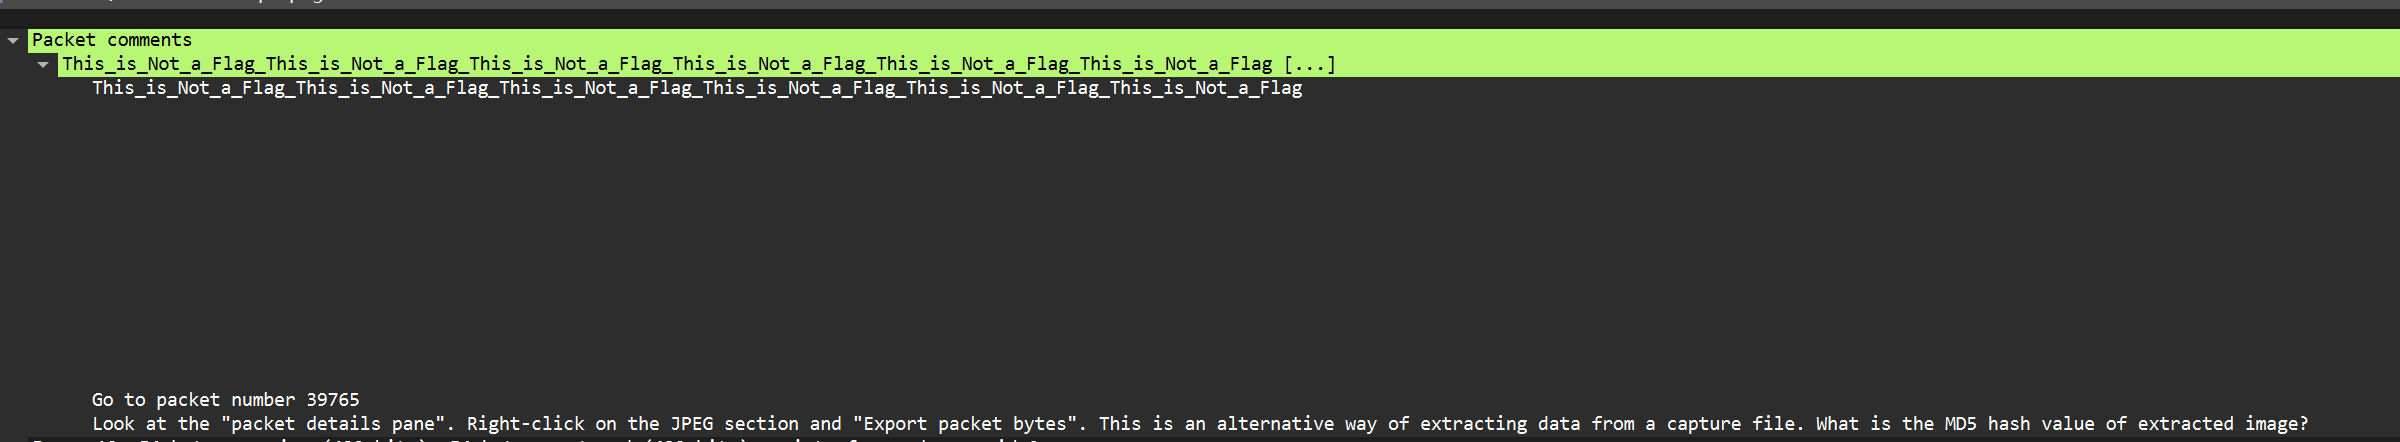 Packet comments
This_is_Not_a_Flag_This_is_Not_a_Flag_This_is_Not_a_Flag_This_is_Not_a_Flag_This_is_Not_a_Flag_This_is_Not_a_Flag [...]
This_is_Not_a_Flag_This_is_Not_a_Flag_This_is_Not_a_Flag_This_is_Not_a_Flag_This_is_Not_a_Flag_This_is_Not_a_Flag
Go to packet number 39765
Look at the "packet details pane". Right-click on the JPEG section and "Export packet bytes". This is an alternative way of extracting data from a capture file. What is the MD5 hash value of extracted image?